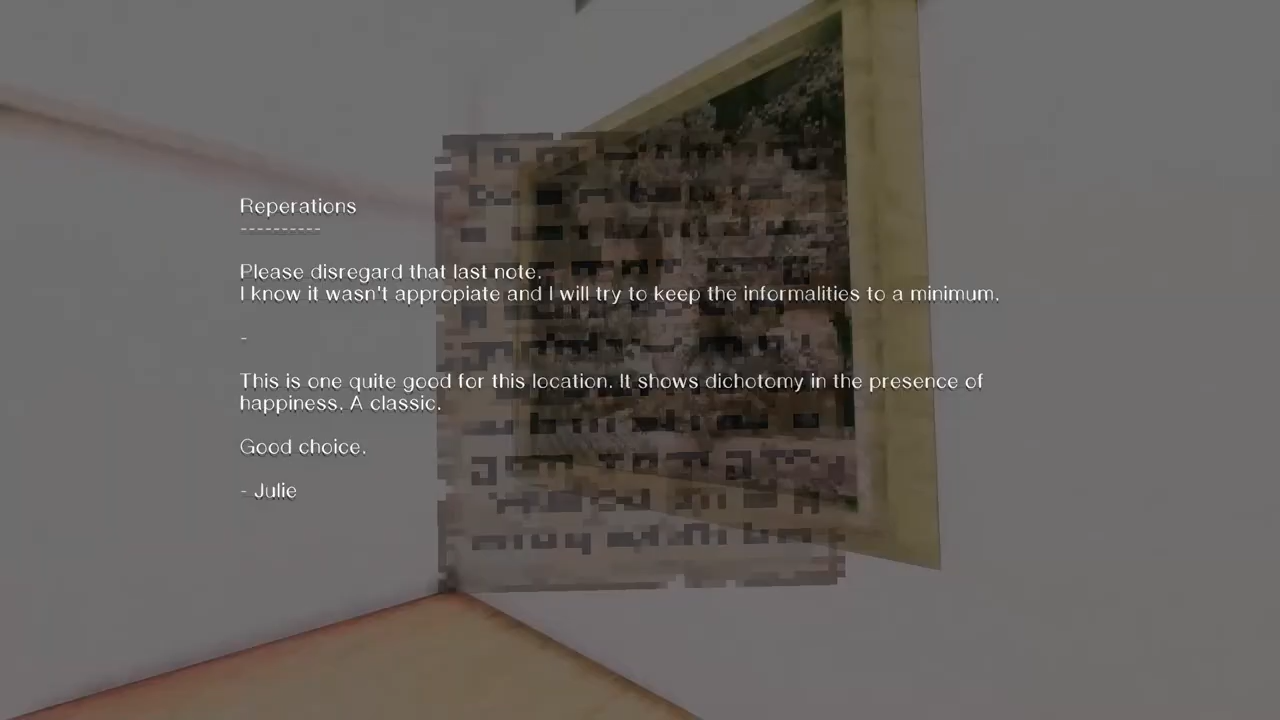 Reperations
----------
Please disregard that last note.
I know it wasn't appropiate and I will try to keep the informalities to a minimum.
-
This is one quite good for this location. It shows dichotomy in the presence of
happiness. A classic.
Good choice.
- Julie